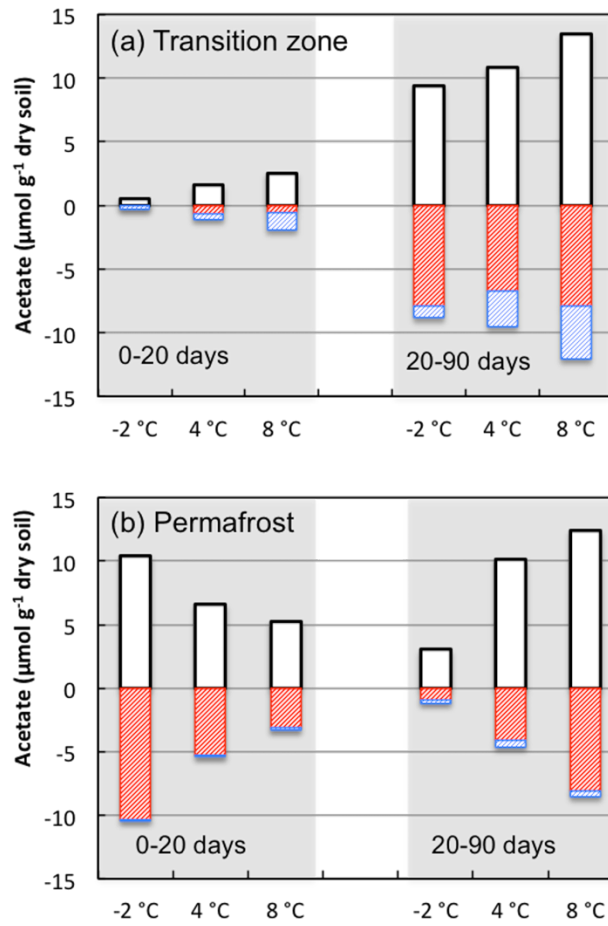 (a) Transition zone
Acetate (μmol g⁻¹ dry soil)
15
10
5
0
-5
-10
-15
0-20 days
20-90 days
-2 °C
4 °C
8 °C
-2 °C
4 °C
8 °C
(b) Permafrost
Acetate (μmol g⁻¹ dry soil)
15
10
5
0
-5
-10
-15
0-20 days
20-90 days
-2 °C
4 °C
8 °C
-2 °C
4 °C
8 °C